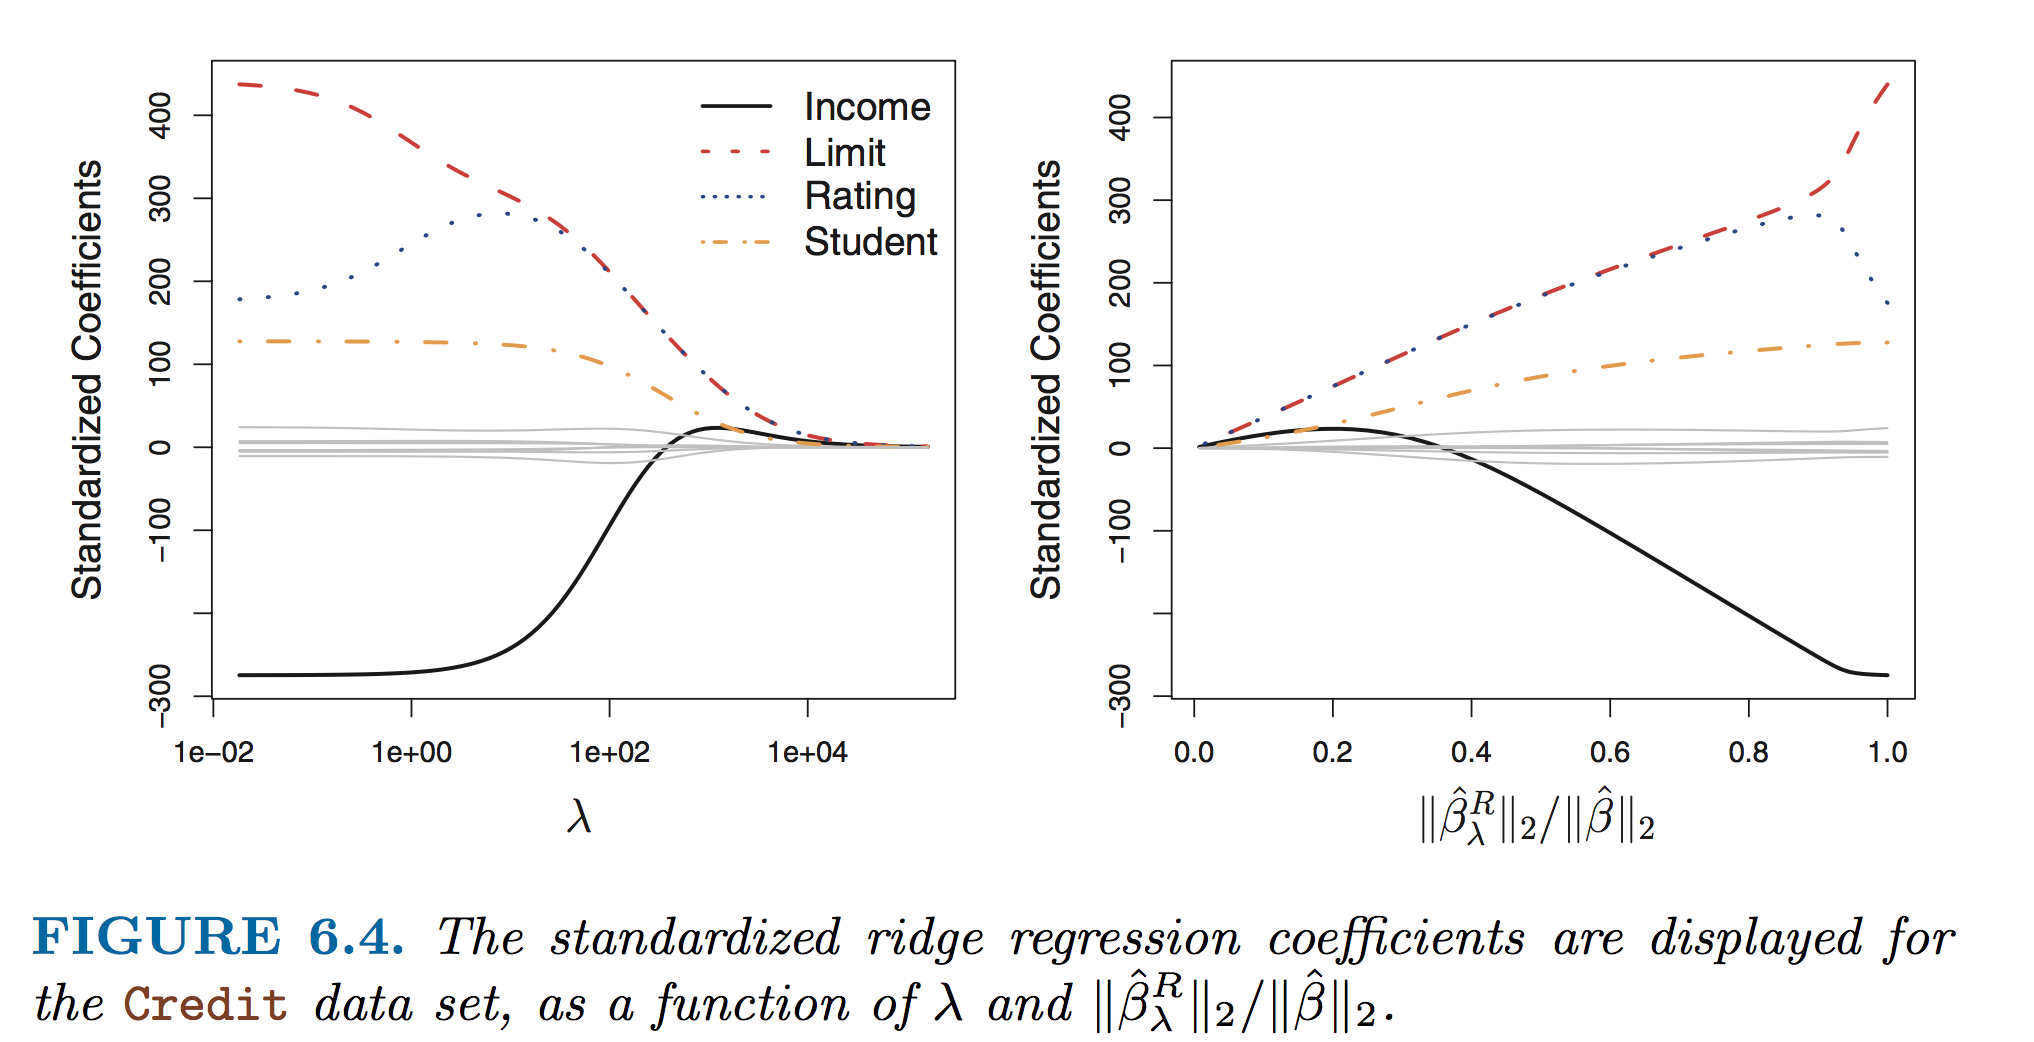 Standardized Coefficients
400
300
200
100
0
−100
−300
Income
Limit
Rating
Student
1e−02 1e+00 1e+02 1e+04
λ
Standardized Coefficients
400
300
200
100
0
−100
−300
0.0 0.2 0.4 0.6 0.8 1.0
‖β̂λᴿ‖₂/‖β̂‖₂
FIGURE 6.4. The standardized ridge regression coefficients are displayed for
the Credit data set, as a function of λ and ‖β̂λᴿ‖₂/‖β̂‖₂.